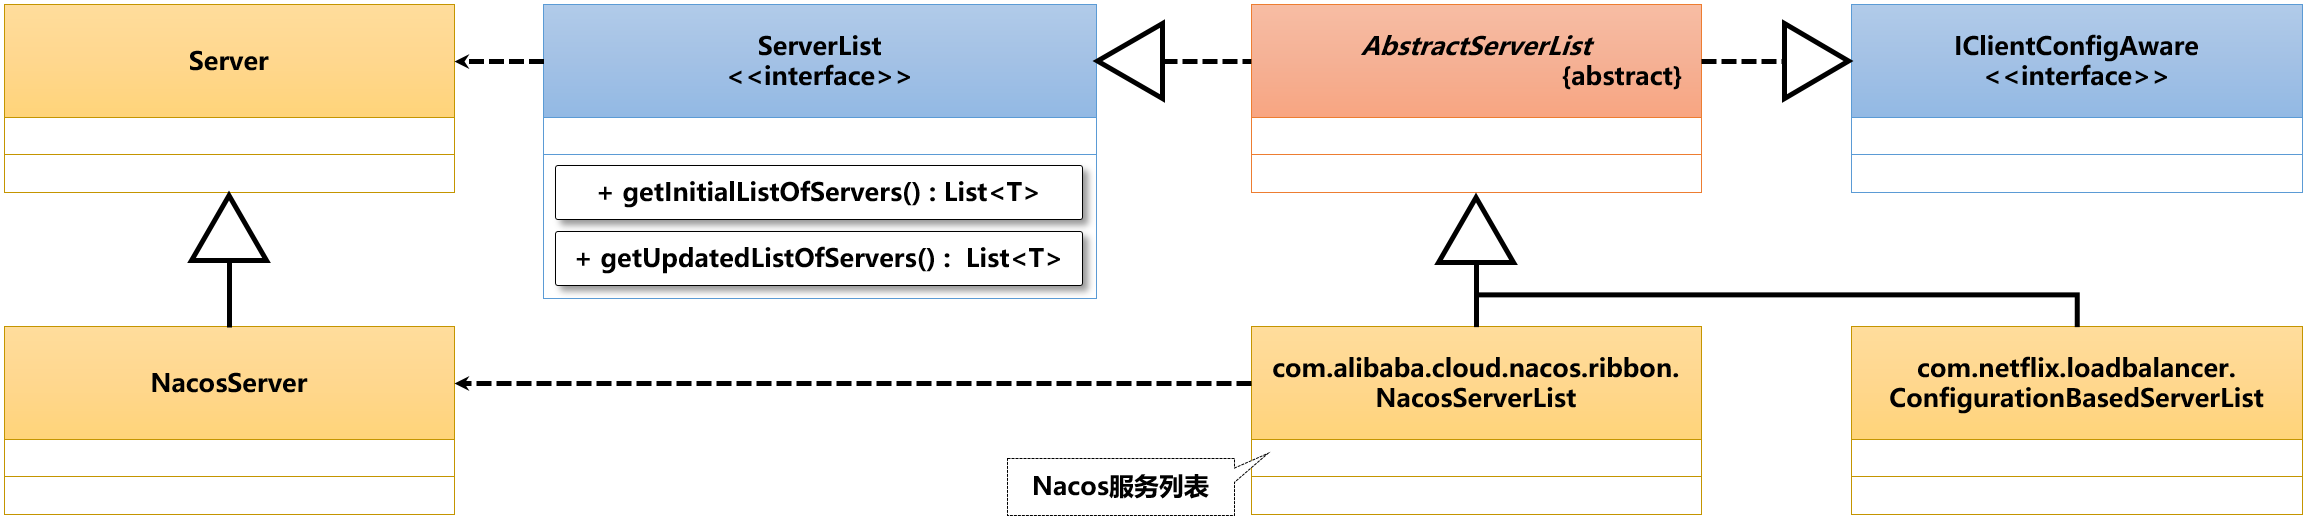 Server
ServerList
<<interface>>
+ getInitialListOfServers() : List<T>
+ getUpdatedListOfServers() :  List<T>
AbstractServerList
{abstract}
IClientConfigAware
<<interface>>
NacosServer
com.alibaba.cloud.nacos.ribbon.
NacosServerList
Nacos服务列表
com.netflix.loadbalancer.
ConfigurationBasedServerList